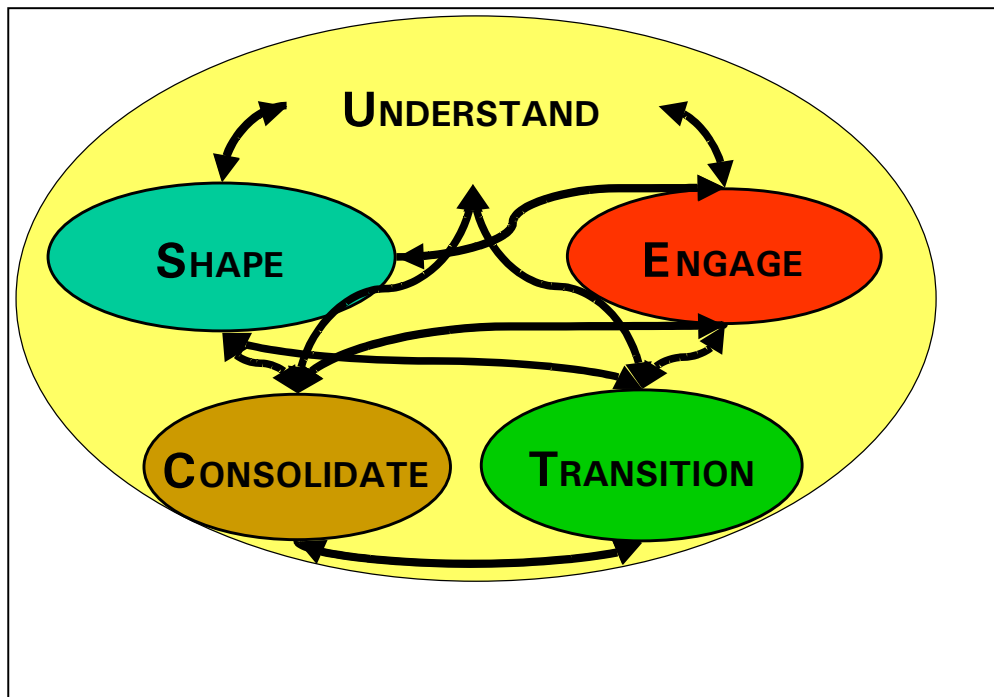 UNDERSTAND
SHAPE
ENGAGE
CONSOLIDATE
TRANSITION